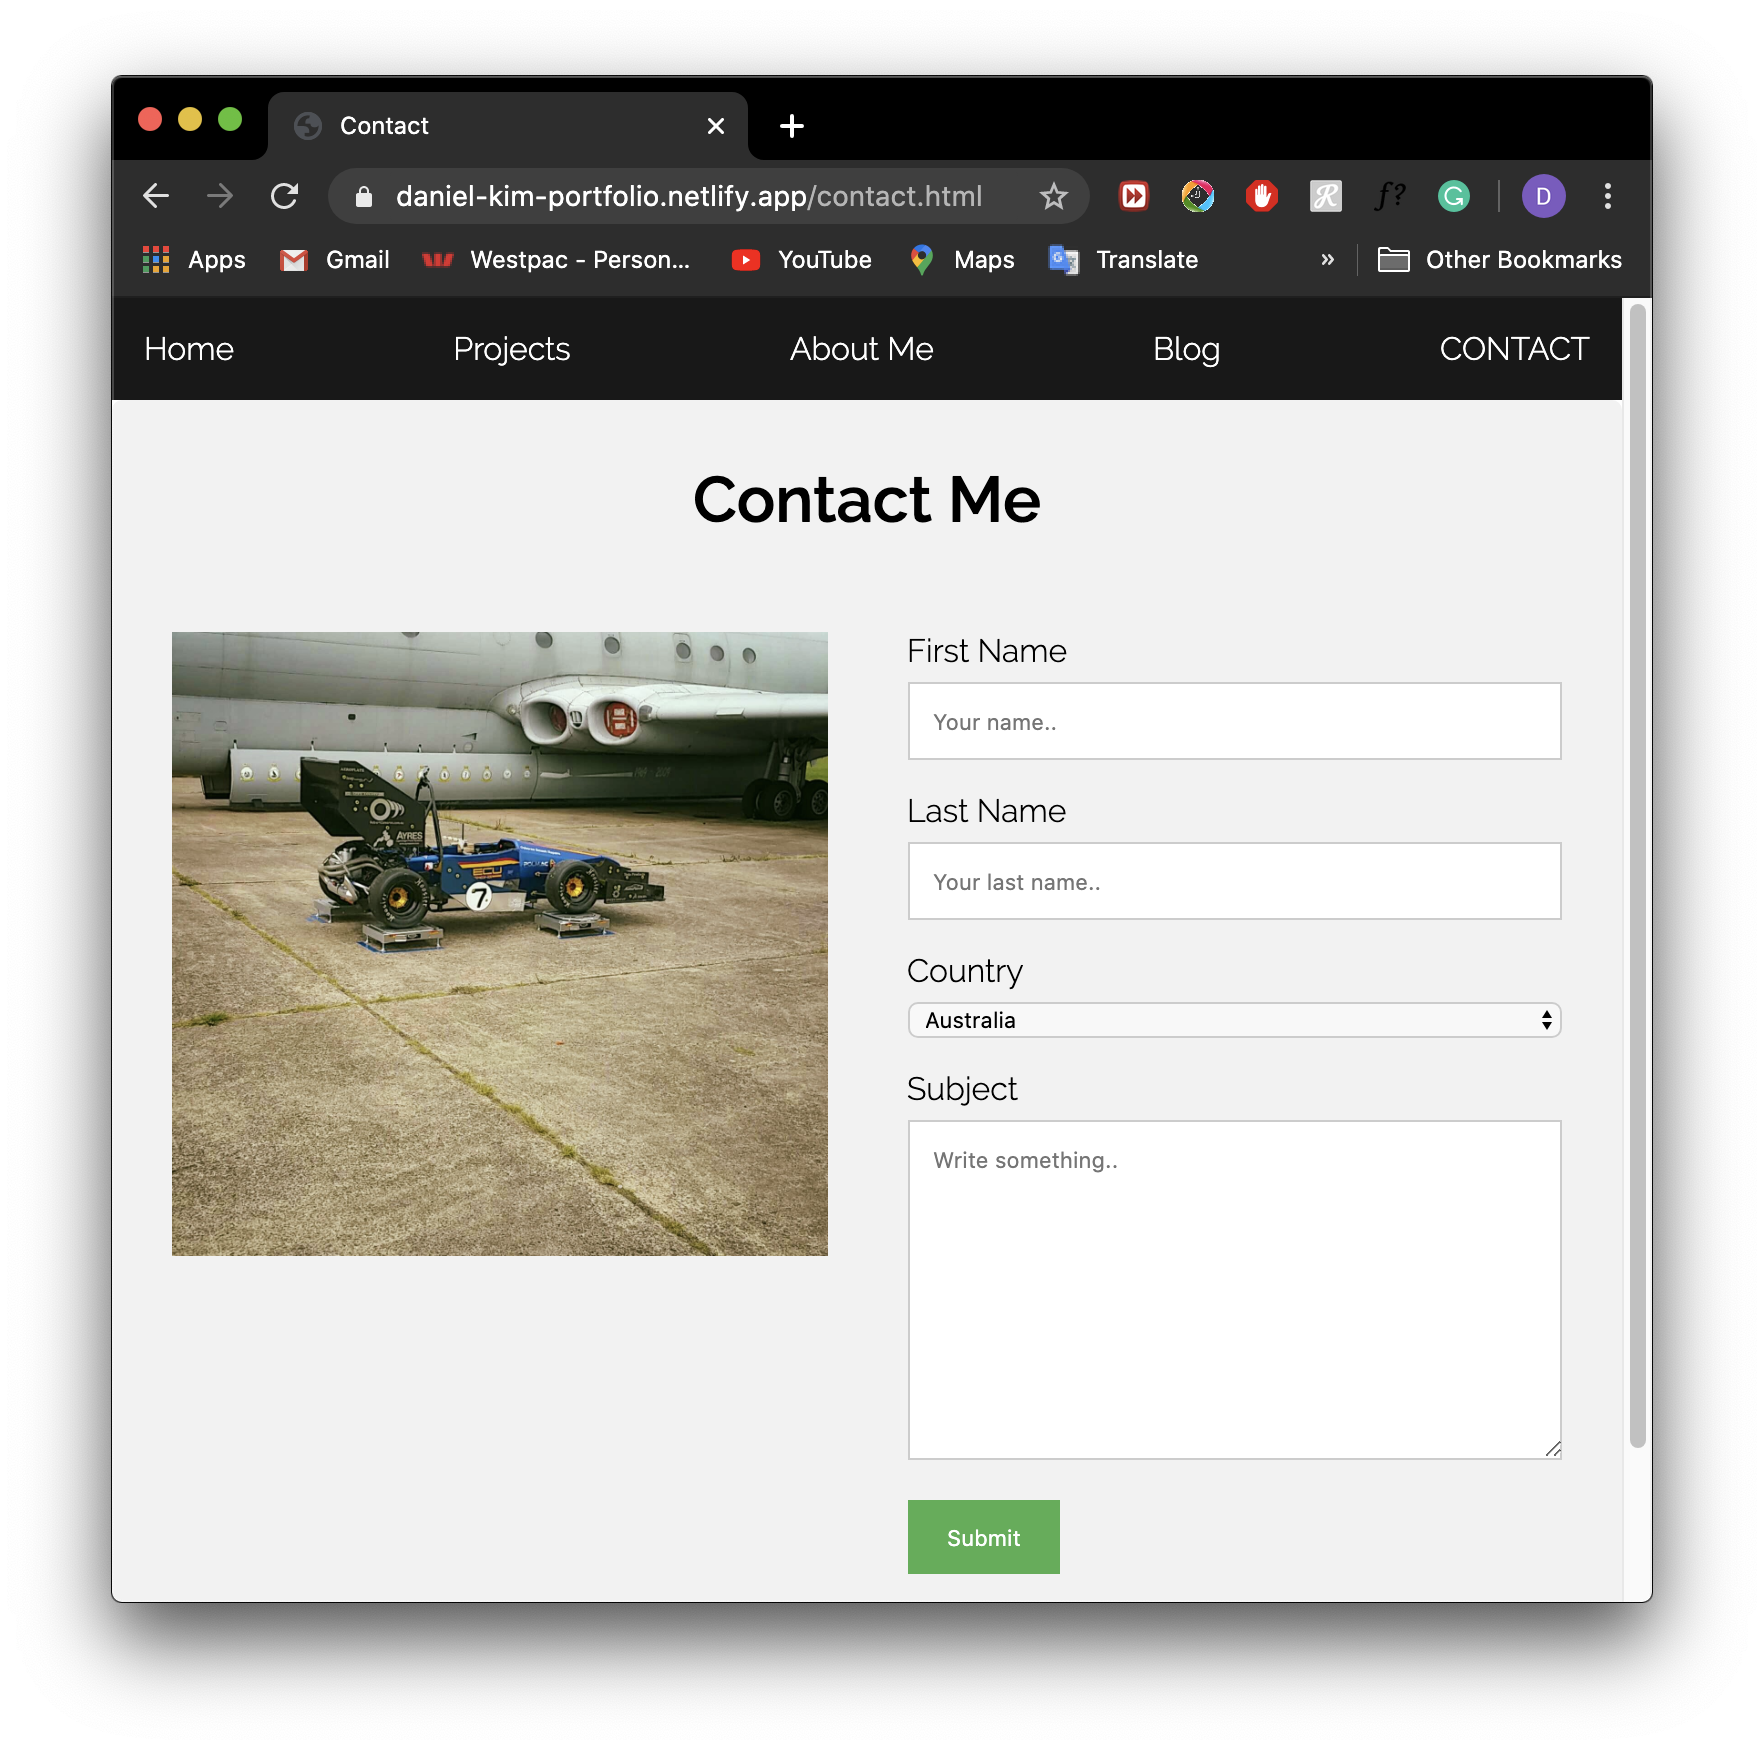 Contact
daniel-kim-portfolio.netlify.app/contact.html
D
Apps Gmail Westpac - Person... YouTube Maps Translate » Other Bookmarks
Home Projects About Me Blog CONTACT
Contact Me
AYRES
ECU
7
First Name
Your name..
Last Name
Your last name..
Country
Australia
Subject
Write something..
Submit